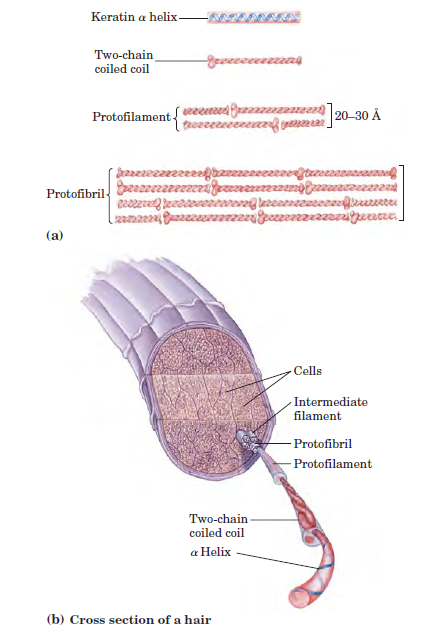 Keratin α helix
Two-chain
coiled coil
Protofilament
20–30 Å
Protofibril
(a)
Cells
Intermediate
filament
Protofibril
Protofilament
Two-chain
coiled coil
α Helix
(b) Cross section of a hair